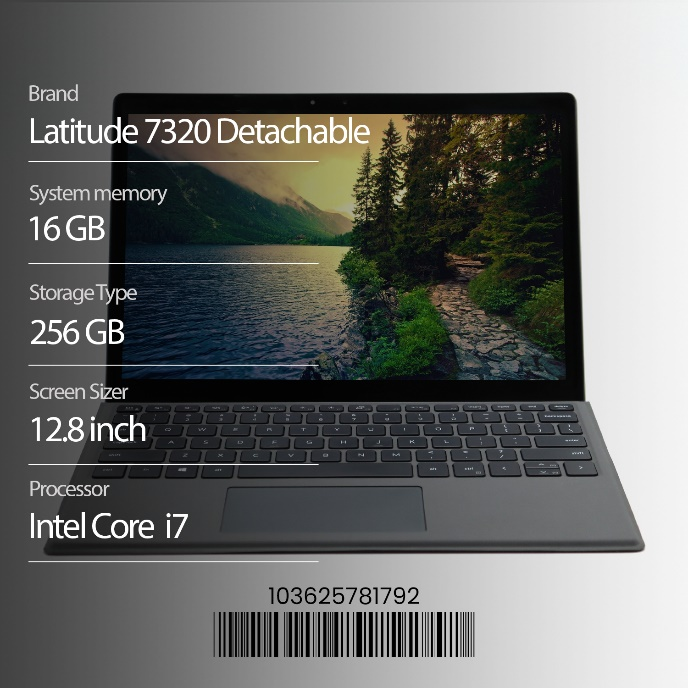 Brand
Latitude 7320 Detachable
System memory
16 GB
Storage Type
256 GB
Screen Sizer
12.8 inch
Processor
Intel Core i7
103625781792